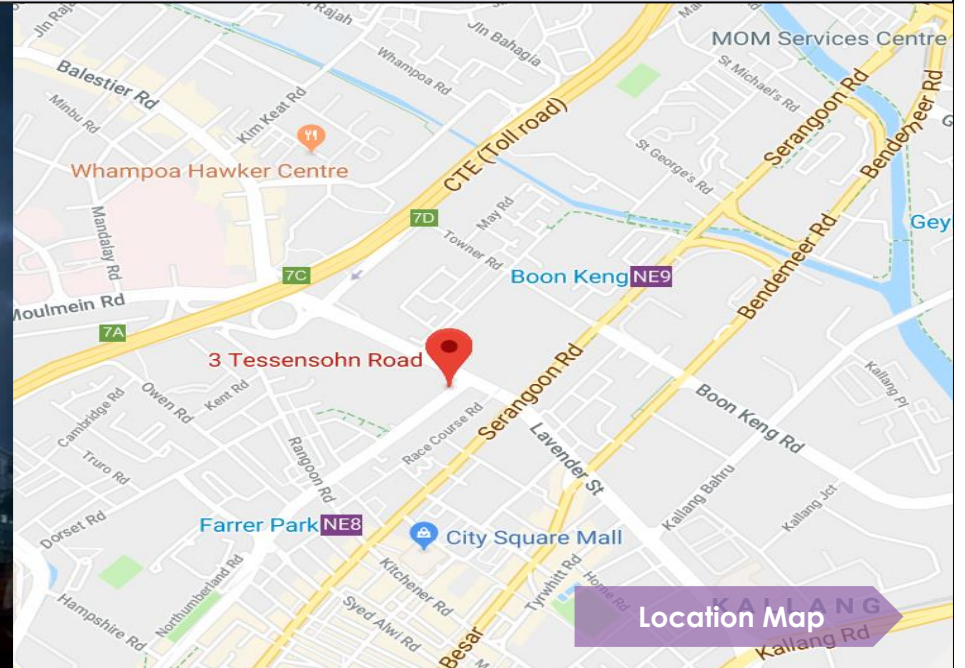 Rajah
Jln Bahagia
MOM Services Centre
Jln Raja
Whampoa Rd
St Michael's Rd
Balestier Rd
Serangoon Rd
Bendemeer Rd
Minbu Rd
Kim Keat Rd
CTE (Toll road)
St George's Rd
Whampoa Hawker Centre
Mandalay Rd
7D
May Rd
Towner Rd
Gey
7C
Boon Keng NE9
Bendemeer Rd
Moulmein Rd
7A
3 Tessensohn Road
Serangoon Rd
Kallang Pl
Cambridge Rd
Owen Rd
Kent Rd
Boon Keng Rd
Race Course Rd
Lavender St
Truro Rd
Rangoon Rd
Kallang Bahru
Kallang Jct
Dorset Rd
Farrer Park NE8
City Square Mall
Northumberland Rd
Kitchener Rd
Tyrwhitt Rd
Home Rd
Hampshire Rd
Syed Alwi Rd
Besar
KALLANG
Location Map
Kallang Rd